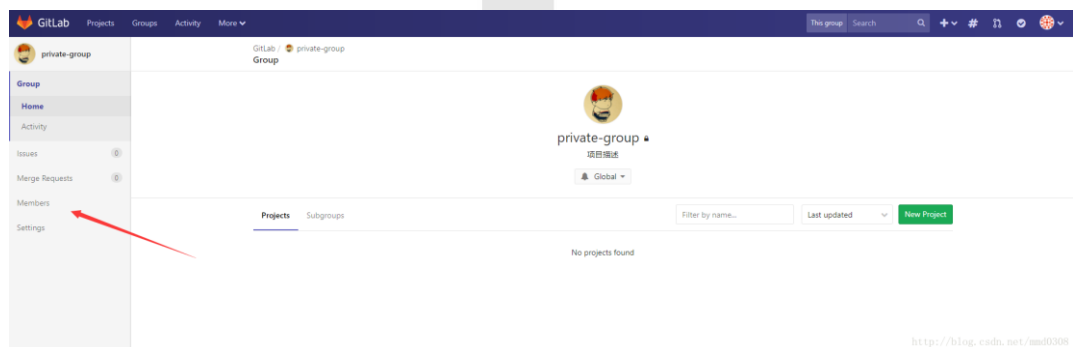 GitLab Projects Groups Activity More This group Search
private-group
GitLab / private-group
Group
Group
Home
Activity
Issues 0
Merge Requests 0
Members
Settings
private-group
项目描述
Global
Projects Subgroups Filter by name... Last updated New Project
No projects found
http://blog.csdn.net/mmd0308